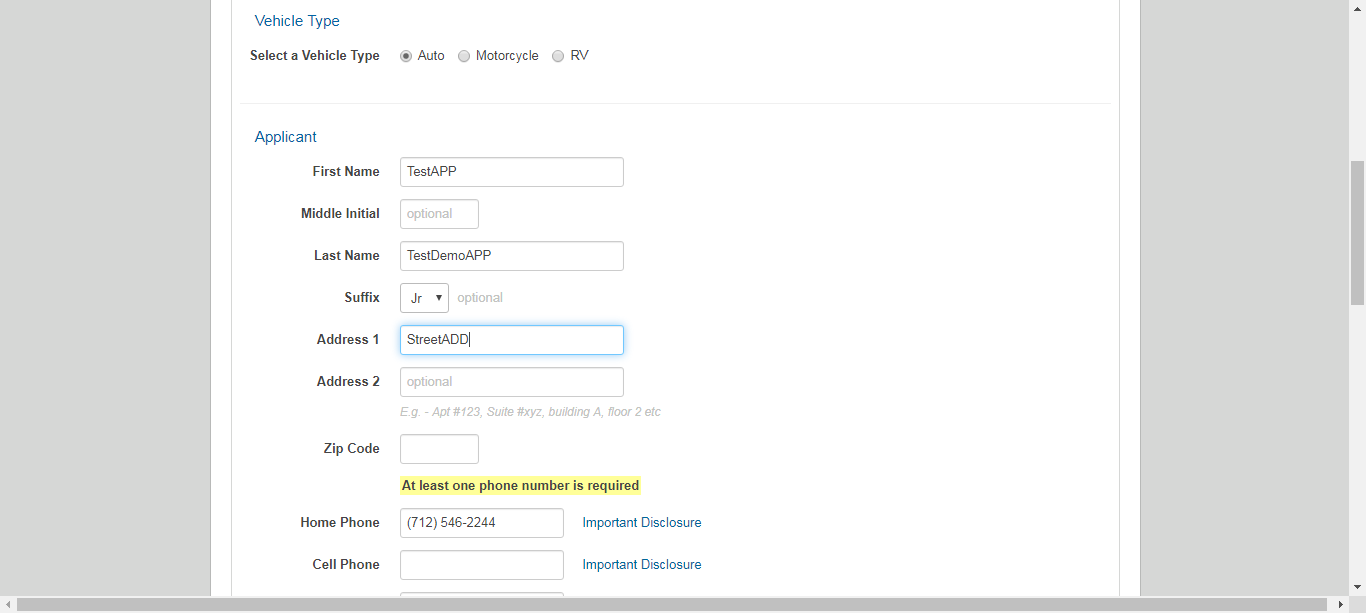 Vehicle Type
Select a Vehicle Type Auto Motorcycle RV
Applicant
First Name TestAPP
Middle Initial optional
Last Name TestDemoAPP
Suffix Jr optional
Address 1 StreetADD
Address 2 optional
E.g. - Apt #123, Suite #xyz, building A, floor 2 etc
Zip Code
At least one phone number is required
Home Phone (712) 546-2244 Important Disclosure
Cell Phone Important Disclosure